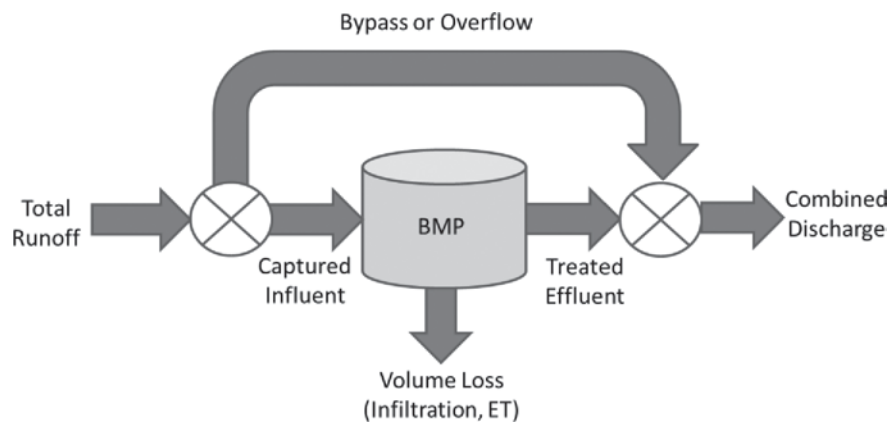 Bypass or Overflow
Total
Runoff
Captured
Influent
BMP
Treated
Effluent
Combined
Discharge
Volume Loss
(Infiltration, ET)